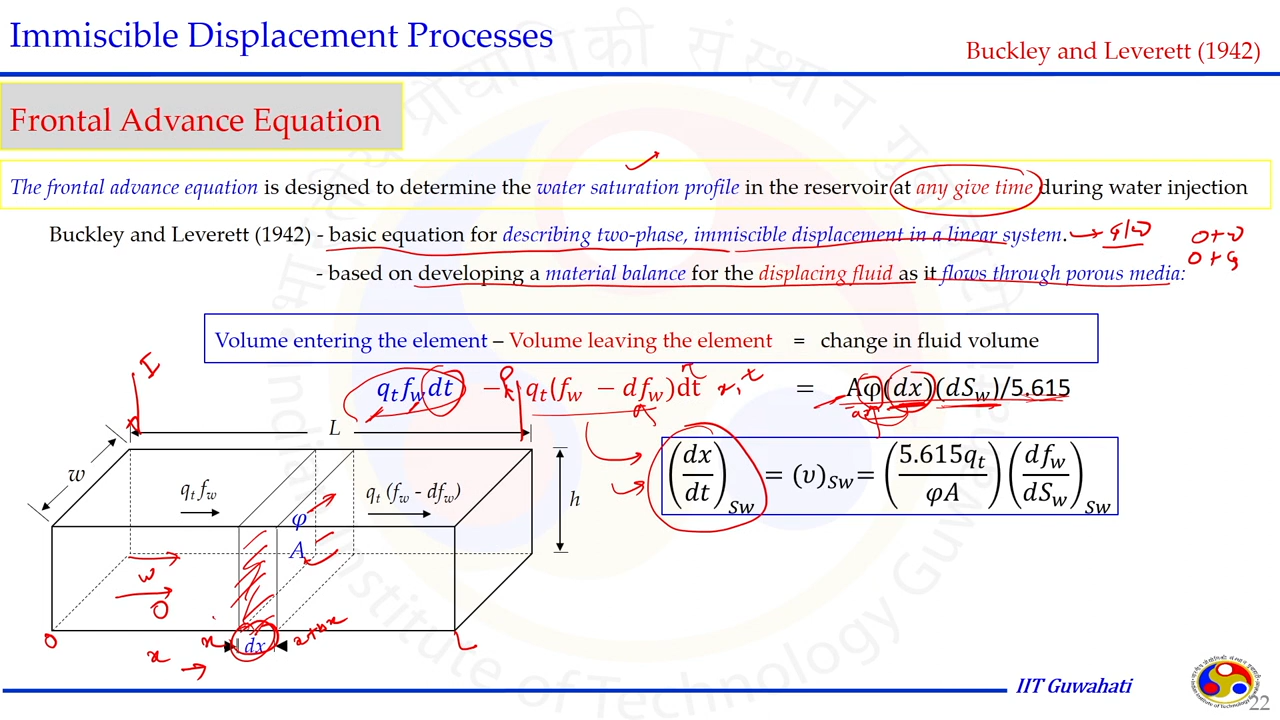 Immiscible Displacement Processes
Buckley and Leverett (1942)
Frontal Advance Equation
The frontal advance equation is designed to determine the water saturation profile in the reservoir at any give time during water injection
Buckley and Leverett (1942) - basic equation for describing two-phase, immiscible displacement in a linear system.
- based on developing a material balance for the displacing fluid as it flows through porous media:
O+W
O+G
Volume entering the element – Volume leaving the element = change in fluid volume
q_t f_w dt − q_t(f_w − df_w)dt = Aφ(dx)(dS_w)/5.615
x, t
I
P
L
w
q_t f_w
q_t (f_w - df_w)
h
φ
A
(dx/dt)_Sw = (υ)_Sw = (5.615q_t/φA)(df_w/dS_w)_Sw
w
O
O
x
dx
x+dx
L
x
IIT Guwahati
22